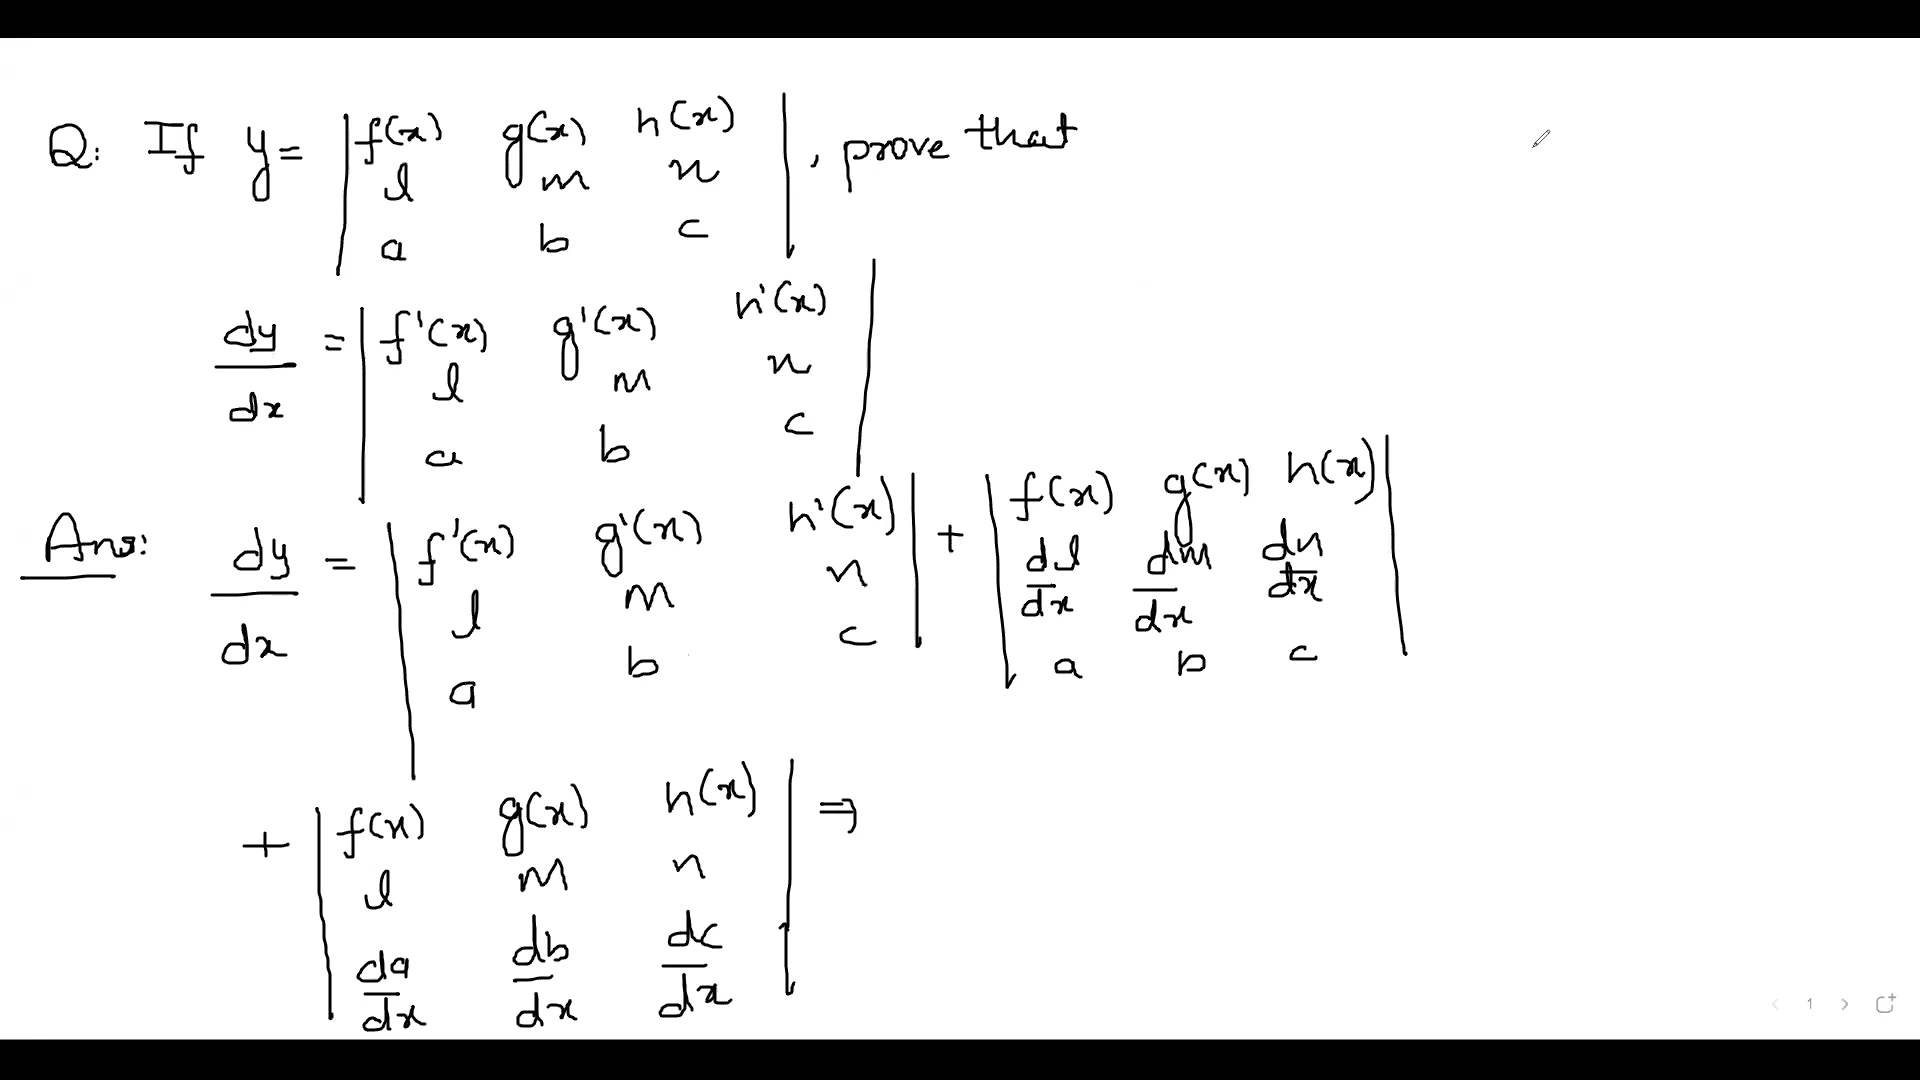 Q: If y = | f(x) g(x) h(x) | , prove that
l m n
a b c
dy/dx = | f'(x) g'(x) h'(x) |
l m n
a b c
Ans: dy/dx = | f'(x) g'(x) h'(x) | + | f(x) g(x) h(x) |
l m n dl/dx dm/dx dn/dx
a b c a b c
+ | f(x) g(x) h(x) | ⇒
l m n
da/dx db/dx dc/dx
1